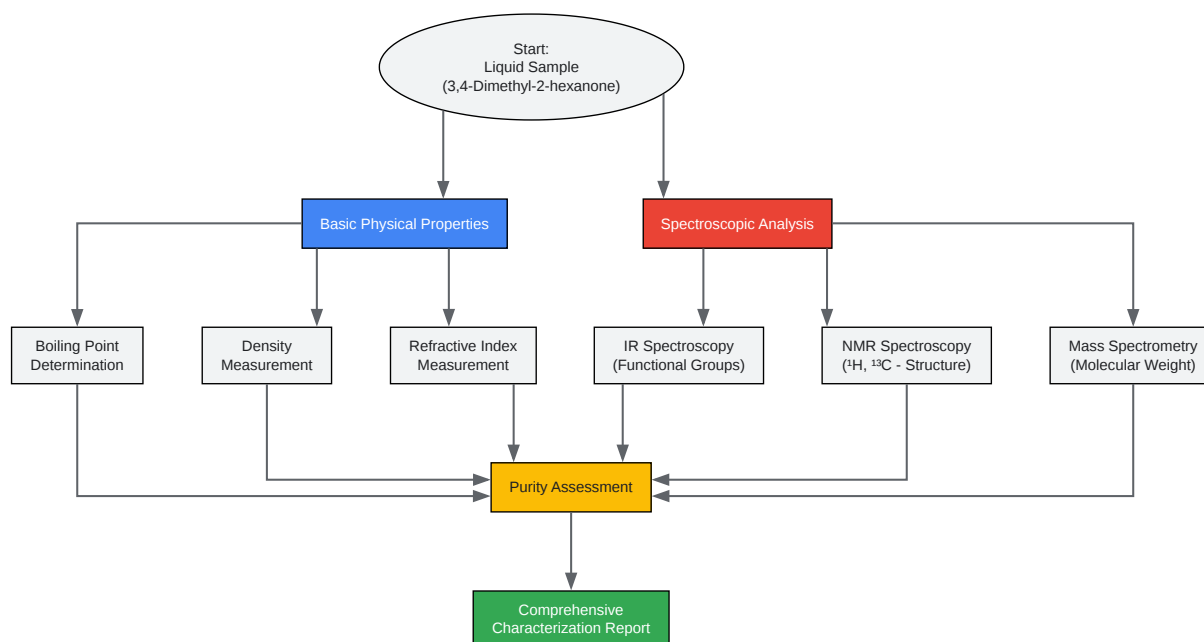 Start:
Liquid Sample
(3,4-Dimethyl-2-hexanone)
Basic Physical Properties
Spectroscopic Analysis
Boiling Point
Determination
Density
Measurement
Refractive Index
Measurement
IR Spectroscopy
(Functional Groups)
NMR Spectroscopy
(¹H, ¹³C - Structure)
Mass Spectrometry
(Molecular Weight)
Purity Assessment
Comprehensive
Characterization Report